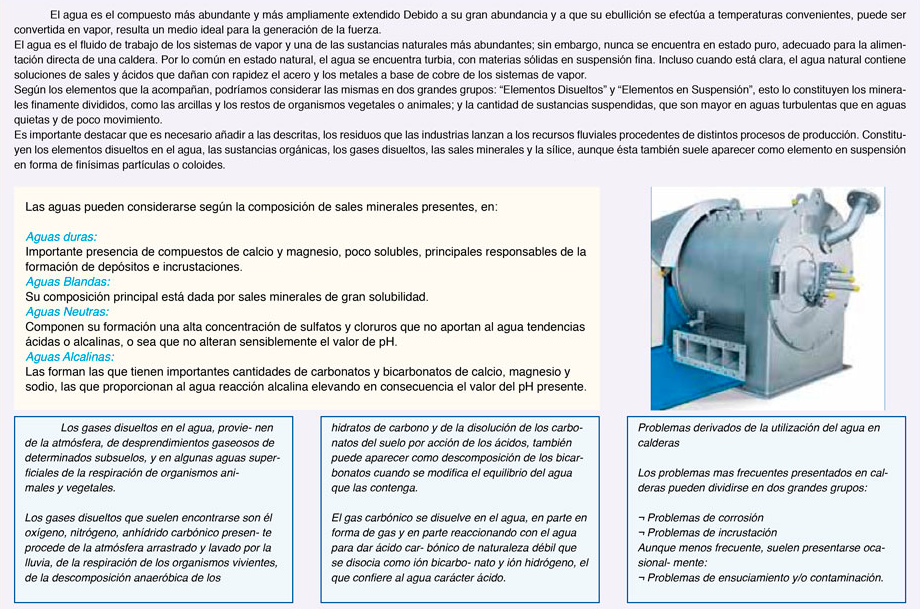 El agua es el compuesto más abundante y más ampliamente extendido Debido a su gran abundancia y a que su ebullición se efectúa a temperaturas convenientes, puede ser
convertida en vapor, resulta un medio ideal para la generación de la fuerza.
El agua es el fluido de trabajo de los sistemas de vapor y una de las sustancias naturales más abundantes; sin embargo, nunca se encuentra en estado puro, adecuado para la alimen-
tación directa de una caldera. Por lo común en estado natural, el agua se encuentra turbia, con materias sólidas en suspensión fina. Incluso cuando está clara, el agua natural contiene
soluciones de sales y ácidos que dañan con rapidez el acero y los metales a base de cobre de los sistemas de vapor.
Según los elementos que la acompañan, podríamos considerar las mismas en dos grandes grupos: “Elementos Disueltos” y “Elementos en Suspensión”, esto lo constituyen los minera-
les finamente divididos, como las arcillas y los restos de organismos vegetales o animales; y la cantidad de sustancias suspendidas, que son mayor en aguas turbulentas que en aguas
quietas y de poco movimiento.
Es importante destacar que es necesario añadir a las descritas, los residuos que las industrias lanzan a los recursos fluviales procedentes de distintos procesos de producción. Constitu-
yen los elementos disueltos en el agua, las sustancias orgánicas, los gases disueltos, las sales minerales y la sílice, aunque ésta también suele aparecer como elemento en suspensión
en forma de finísimas partículas o coloides.
Las aguas pueden considerarse según la composición de sales minerales presentes, en:
Aguas duras:
Importante presencia de compuestos de calcio y magnesio, poco solubles, principales responsables de la
formación de depósitos e incrustaciones.
Aguas Blandas:
Su composición principal está dada por sales minerales de gran solubilidad.
Aguas Neutras:
Componen su formación una alta concentración de sulfatos y cloruros que no aportan al agua tendencias
ácidas o alcalinas, o sea que no alteran sensiblemente el valor de pH.
Aguas Alcalinas:
Las forman las que tienen importantes cantidades de carbonatos y bicarbonatos de calcio, magnesio y
sodio, las que proporcionan al agua reacción alcalina elevando en consecuencia el valor del pH presente.
Los gases disueltos en el agua, provie- nen
de la atmósfera, de desprendimientos gaseosos de
determinados subsuelos, y en algunas aguas super-
ficiales de la respiración de organismos ani-
males y vegetales.
Los gases disueltos que suelen encontrarse son él
oxígeno, nitrógeno, anhídrido carbónico presen- te
procede de la atmósfera arrastrado y lavado por la
lluvia, de la respiración de los organismos vivientes,
de la descomposición anaeróbica de los
hidratos de carbono y de la disolución de los carbo-
natos del suelo por acción de los ácidos, también
puede aparecer como descomposición de los bicar-
bonatos cuando se modifica el equilibrio del agua
que las contenga.
El gas carbónico se disuelve en el agua, en parte en
forma de gas y en parte reaccionando con el agua
para dar ácido car- bónico de naturaleza débil que
se disocia como ión bicarbo- nato y ión hidrógeno, el
que confiere al agua carácter ácido.
Problemas derivados de la utilización del agua en
calderas
Los problemas mas frecuentes presentados en cal-
deras pueden dividirse en dos grandes grupos:
¬ Problemas de corrosión
¬ Problemas de incrustación
Aunque menos frecuente, suelen presentarse oca-
sional- mente:
¬ Problemas de ensuciamiento y/o contaminación.